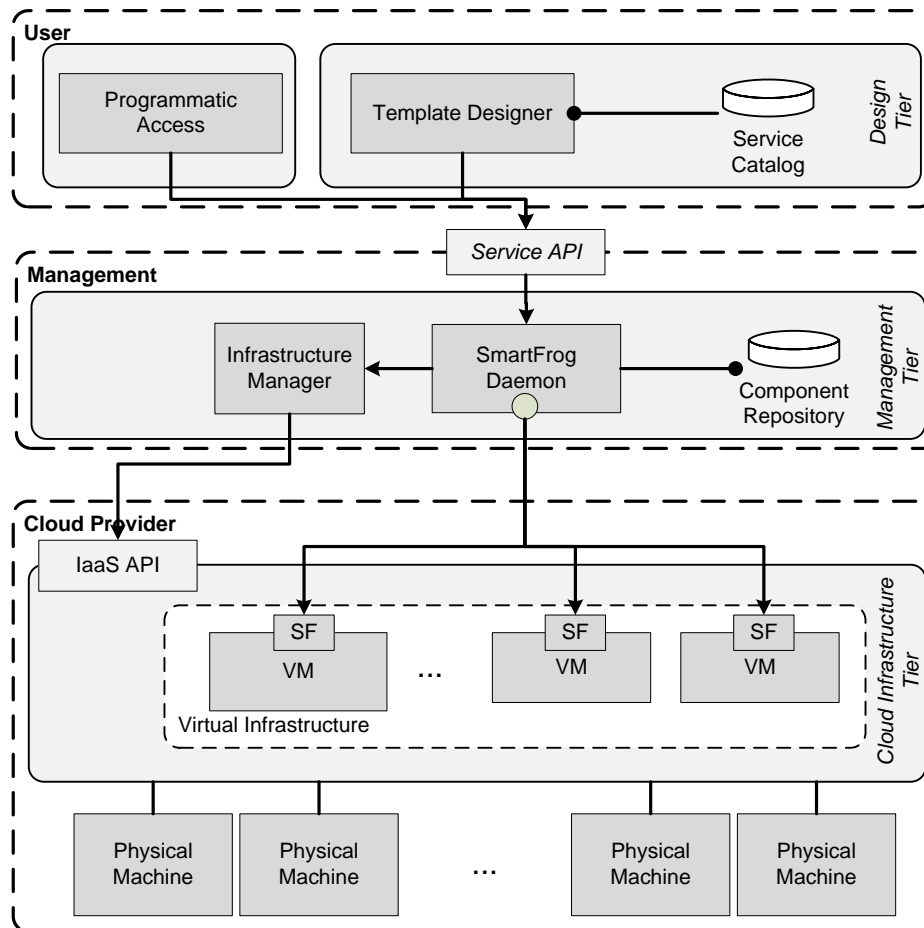 User
Programmatic
Access
Template Designer
Service
Catalog
Design
Tier
Service API
Management
Infrastructure
Manager
SmartFrog
Daemon
Component
Repository
Management
Tier
Cloud Provider
IaaS API
SF
VM
...
SF
VM
SF
VM
Virtual Infrastructure
Cloud Infrastructure
Tier
Physical
Machine
Physical
Machine
...
Physical
Machine
Physical
Machine